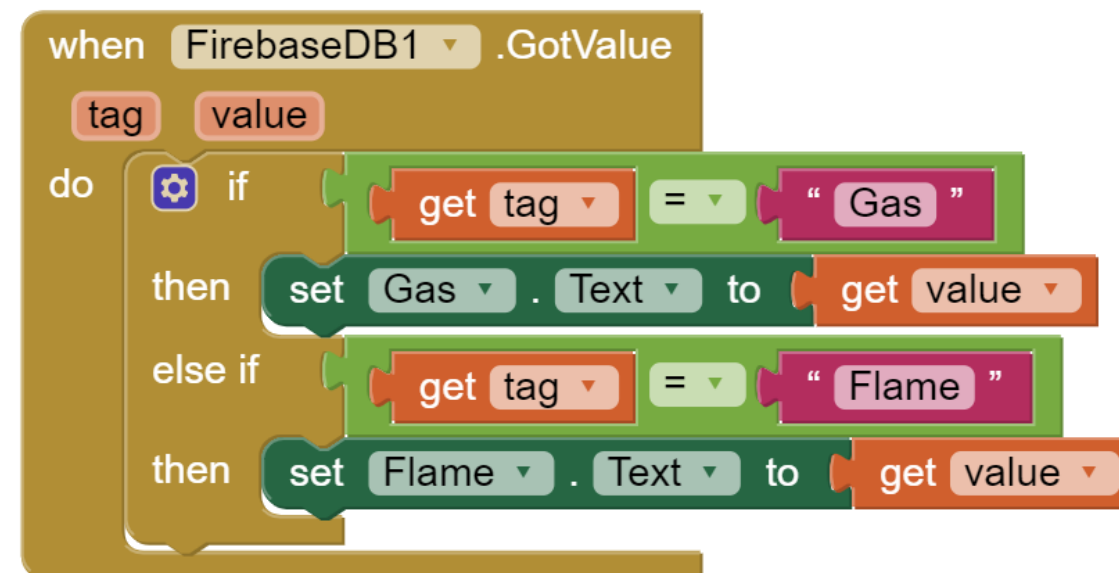 when FirebaseDB1 .GotValue
tag value
do if get tag = “ Gas ”
then set Gas . Text to get value
else if get tag = “ Flame ”
then set Flame . Text to get value